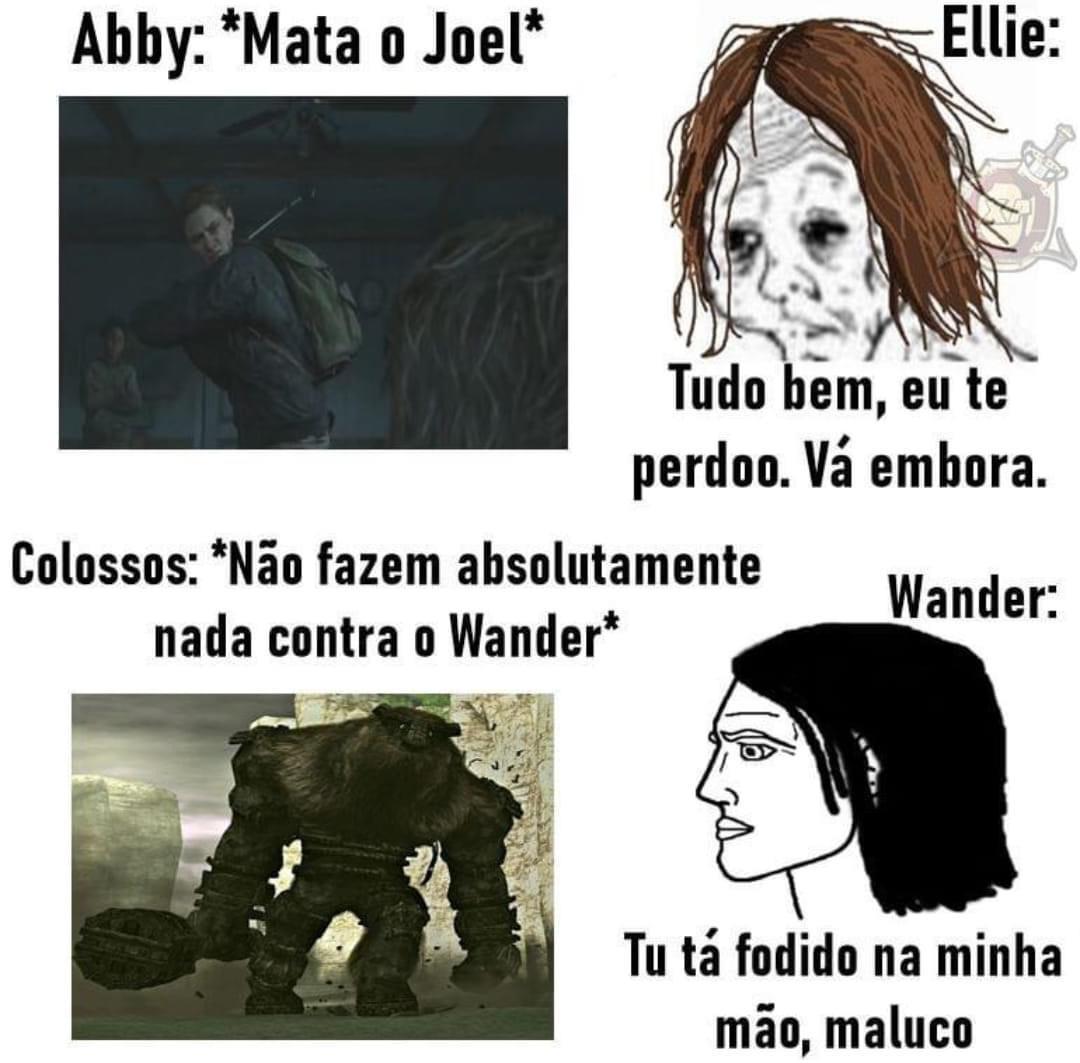 Abby: *Mata o Joel*
Ellie:
Tudo bem, eu te
perdoo. Vá embora.
Colossos: *Não fazem absolutamente
nada contra o Wander*
Wander:
Tu tá fodido na minha
mão, maluco